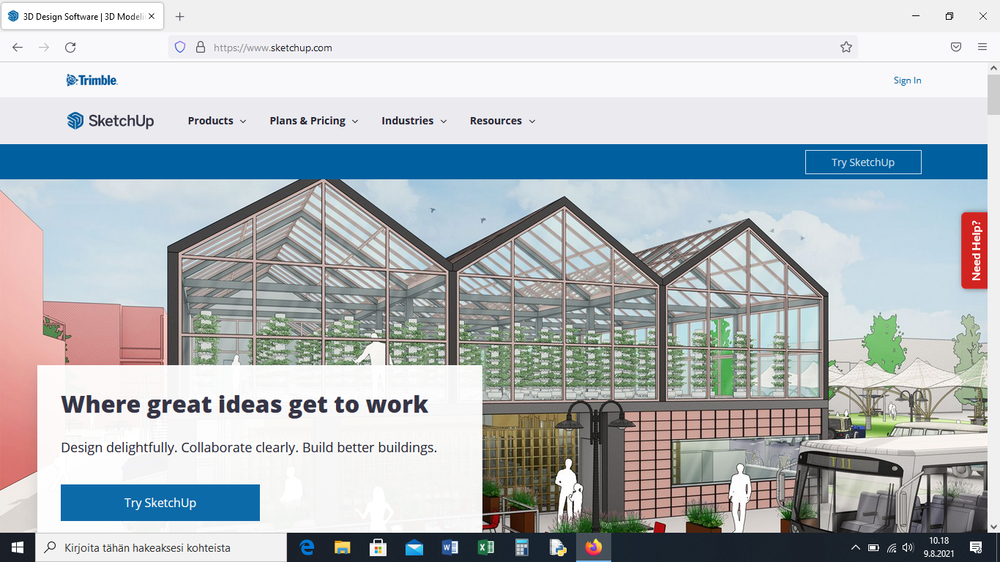 3D Design Software | 3D Modelin
https://www.sketchup.com
Trimble
Sign In
SketchUp
Products
Plans & Pricing
Industries
Resources
Try SketchUp
Need Help?
Where great ideas get to work
Design delightfully. Collaborate clearly. Build better buildings.
Try SketchUp
T 11
Kirjoita tähän hakeaksesi kohteista
10.18
9.8.2021